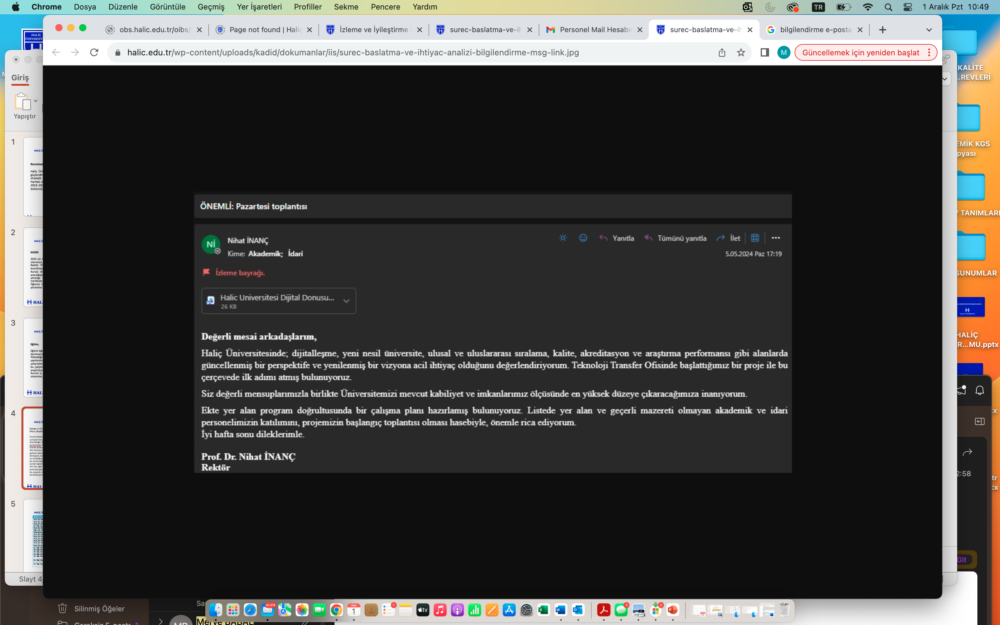 Chrome Dosya Düzenle Görüntüle Geçmiş Yer İşaretleri Profiller Sekme Pencere Yardım TR 1 Aralık Pzt 10:49
obs.halic.edu.tr/oibs/ Page not found | Haliç İzleme ve İyileştirme surec-baslatma-ve-ih Personel Mail Hesabı surec-baslatma-ve-ih bilgilendirme e-posta
halic.edu.tr/wp-content/uploads/kadid/dokumanlar/iis/surec-baslatma-ve-ihtiyac-analizi-bilgilendirme-msg-link.jpg M Güncellemek için yeniden başlat
HALİÇ
Giriş
Yapıştır
1
2
KADİD
3
Eğitim,
4
5
Slayt 4
ÖNEMLİ: Pazartesi toplantısı
Nİ
Nihat İNANÇ
Kime: Akademik; İdari
Yanıtla Tümünü yanıtla İlet
5.05.2024 Paz 17:19
İzleme bayrağı.
Halic Universitesi Dijital Donusu...
26 KB
Değerli mesai arkadaşlarım,
Haliç Üniversitesinde; dijitalleşme, yeni nesil üniversite, ulusal ve uluslararası sıralama, kalite, akreditasyon ve araştırma performansı gibi alanlarda
güncellenmiş bir perspektife ve yenilenmiş bir vizyona acil ihtiyaç olduğunu değerlendiriyorum. Teknoloji Transfer Ofisinde başlattığımız bir proje ile bu
çerçevede ilk adımı atmış bulunuyoruz.
Siz değerli mensuplarımızla birlikte Üniversitemizi mevcut kabiliyet ve imkanlarımız ölçüsünde en yüksek düzeye çıkaracağımıza inanıyorum.
Ekte yer alan program doğrultusunda bir çalışma planı hazırlamış bulunuyoruz. Listede yer alan ve geçerli mazereti olmayan akademik ve idari
personelimizin katılımını, projemizin başlangıç toplantısı olması hasebiyle, önemle rica ediyorum.
İyi hafta sonu dileklerimle.
Prof. Dr. Nihat İNANÇ
Rektör
KALİTE
...REVLERİ
EMİK KGS
pyası
TANIMLARI
SUNUMLAR
HALİÇ
R...MU.pptx
2:58
Git
Silinmiş Öğeler
Merve BABAL
40.418
ARA
1
tv